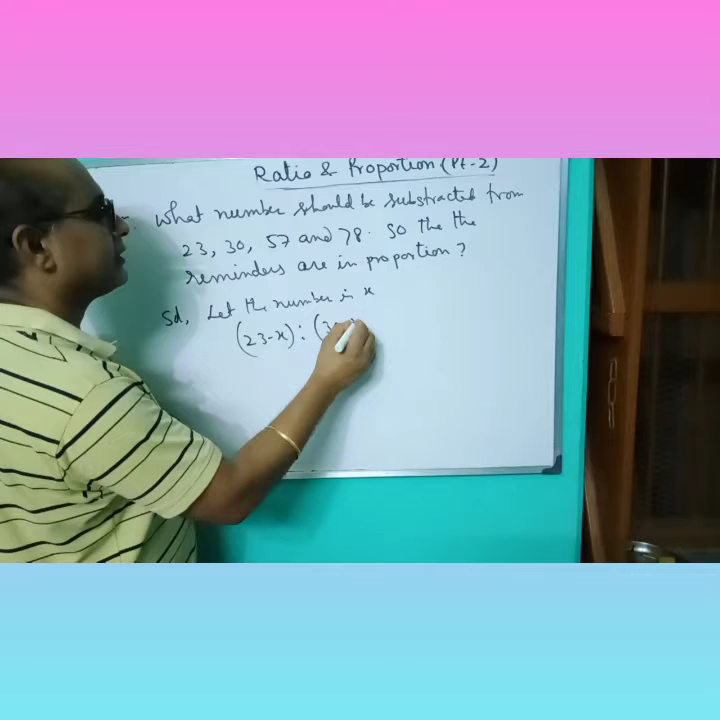 Ratio & Proportion (Pt-2)
What number should be substracted from
23, 30, 57 and 78. So the the
reminders are in proportion?
Sol, Let the number is x
(23-x) : (3